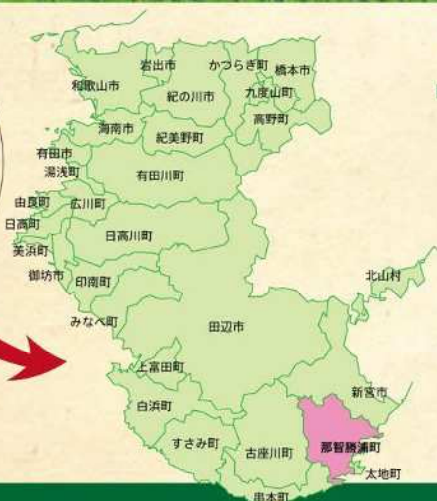 岩出市
かつらぎ町
橋本市
和歌山市
紀の川市
九度山町
高野町
海南市
紀美野町
有田市
湯浅町
有田川町
由良町
広川町
日高町
日高川町
美浜町
御坊市
印南町
北山村
みなべ町
田辺市
上富田町
新宮市
白浜町
すさみ町
古座川町
那智勝浦町
太地町
串本町